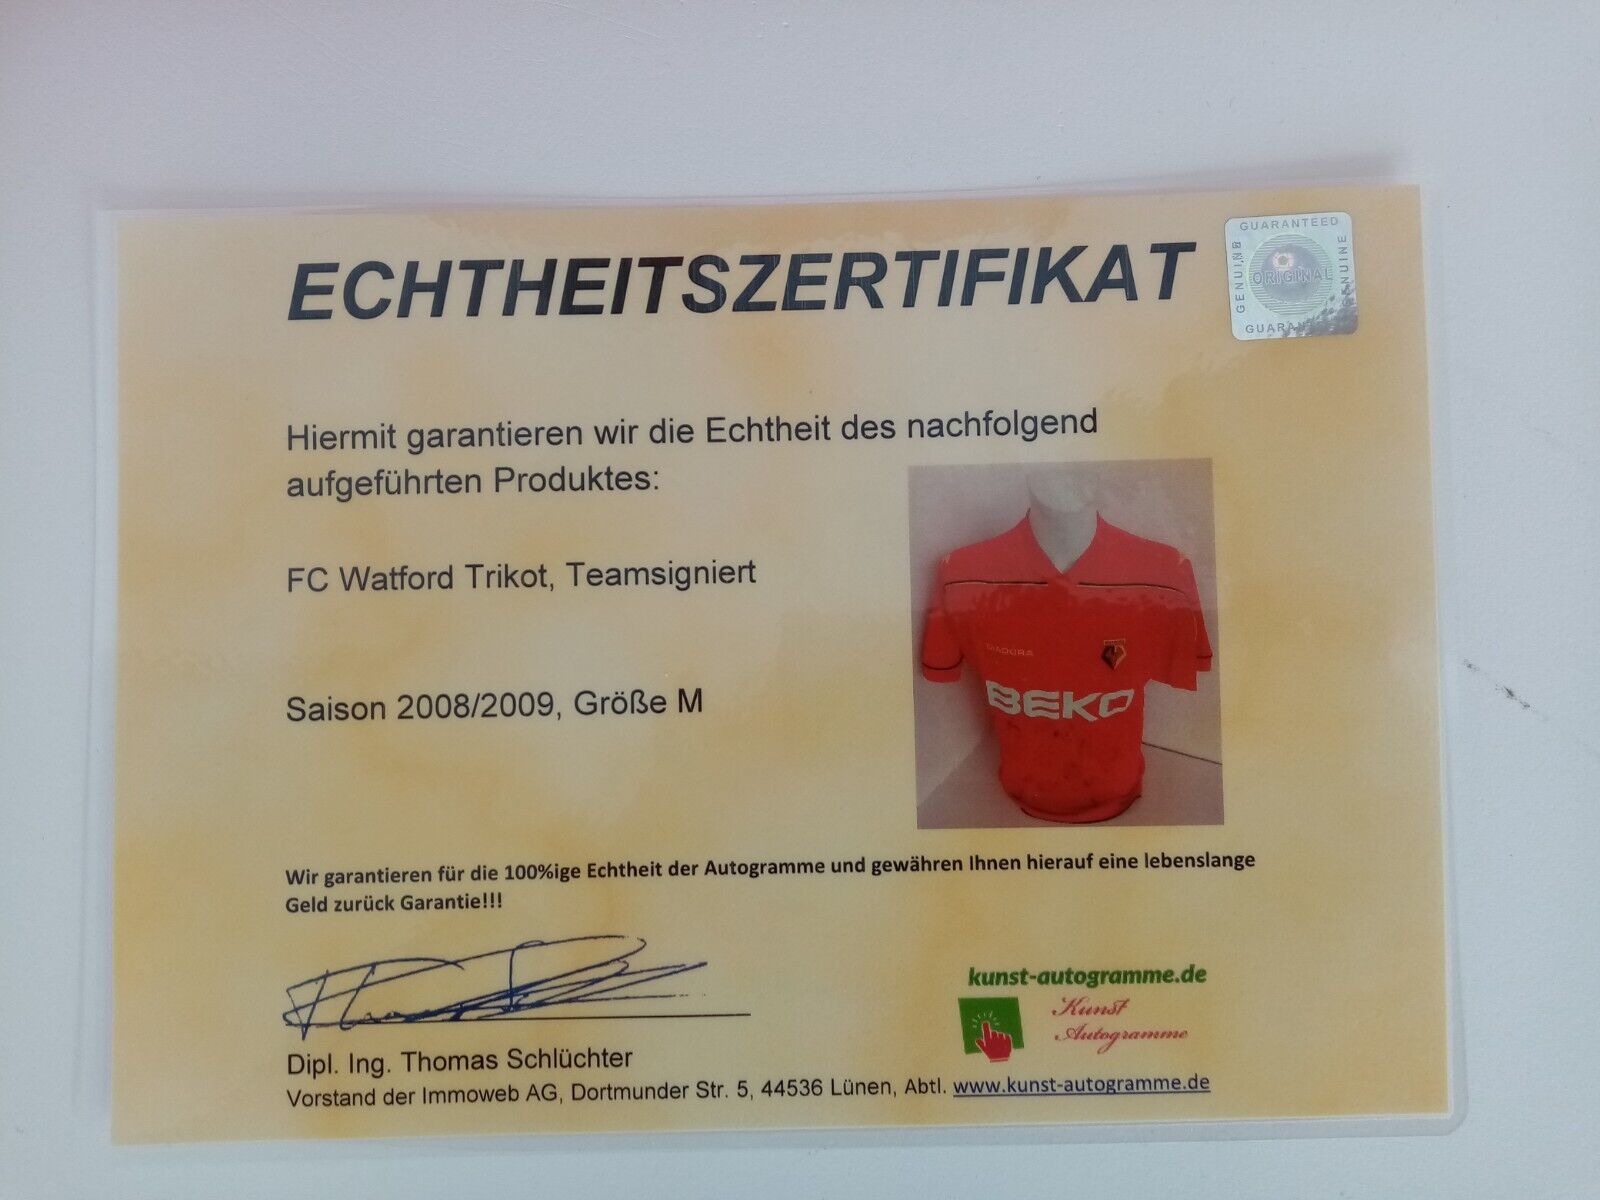 ECHTHEITSZERTIFIKAT
GUARANTEED
GENUINE
ORIGINAL
GENUINE
Hiermit garantieren wir die Echtheit des nachfolgend
aufgeführten Produktes:
FC Watford Trikot, Teamsigniert
Saison 2008/2009, Größe M
DIADORA
BEKO
Wir garantieren für die 100%ige Echtheit der Autogramme und gewähren Ihnen hierauf eine lebenslange
Geld zurück Garantie!!!
kunst-autogramme.de
Kunst
Autogramme
Dipl. Ing. Thomas Schlüchter
Vorstand der Immoweb AG, Dortmunder Str. 5, 44536 Lünen, Abtl. www.kunst-autogramme.de